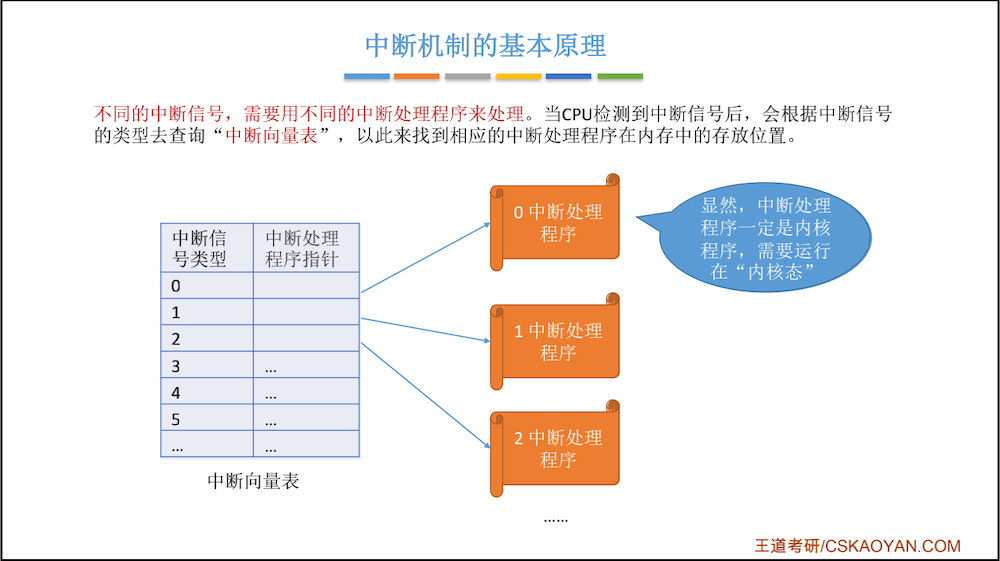 中断机制的基本原理
不同的中断信号，需要用不同的中断处理程序来处理。当CPU检测到中断信号后，会根据中断信号
的类型去查询“中断向量表”，以此来找到相应的中断处理程序在内存中的存放位置。
中断信
号类型
中断处理
程序指针
0
1
2
3 …
4 …
5 …
… …
中断向量表
0 中断处理
程序
1 中断处理
程序
2 中断处理
程序
……
显然，中断处理
程序一定是内核
程序，需要运行
在“内核态”
王道考研/CSKAOYAN.COM